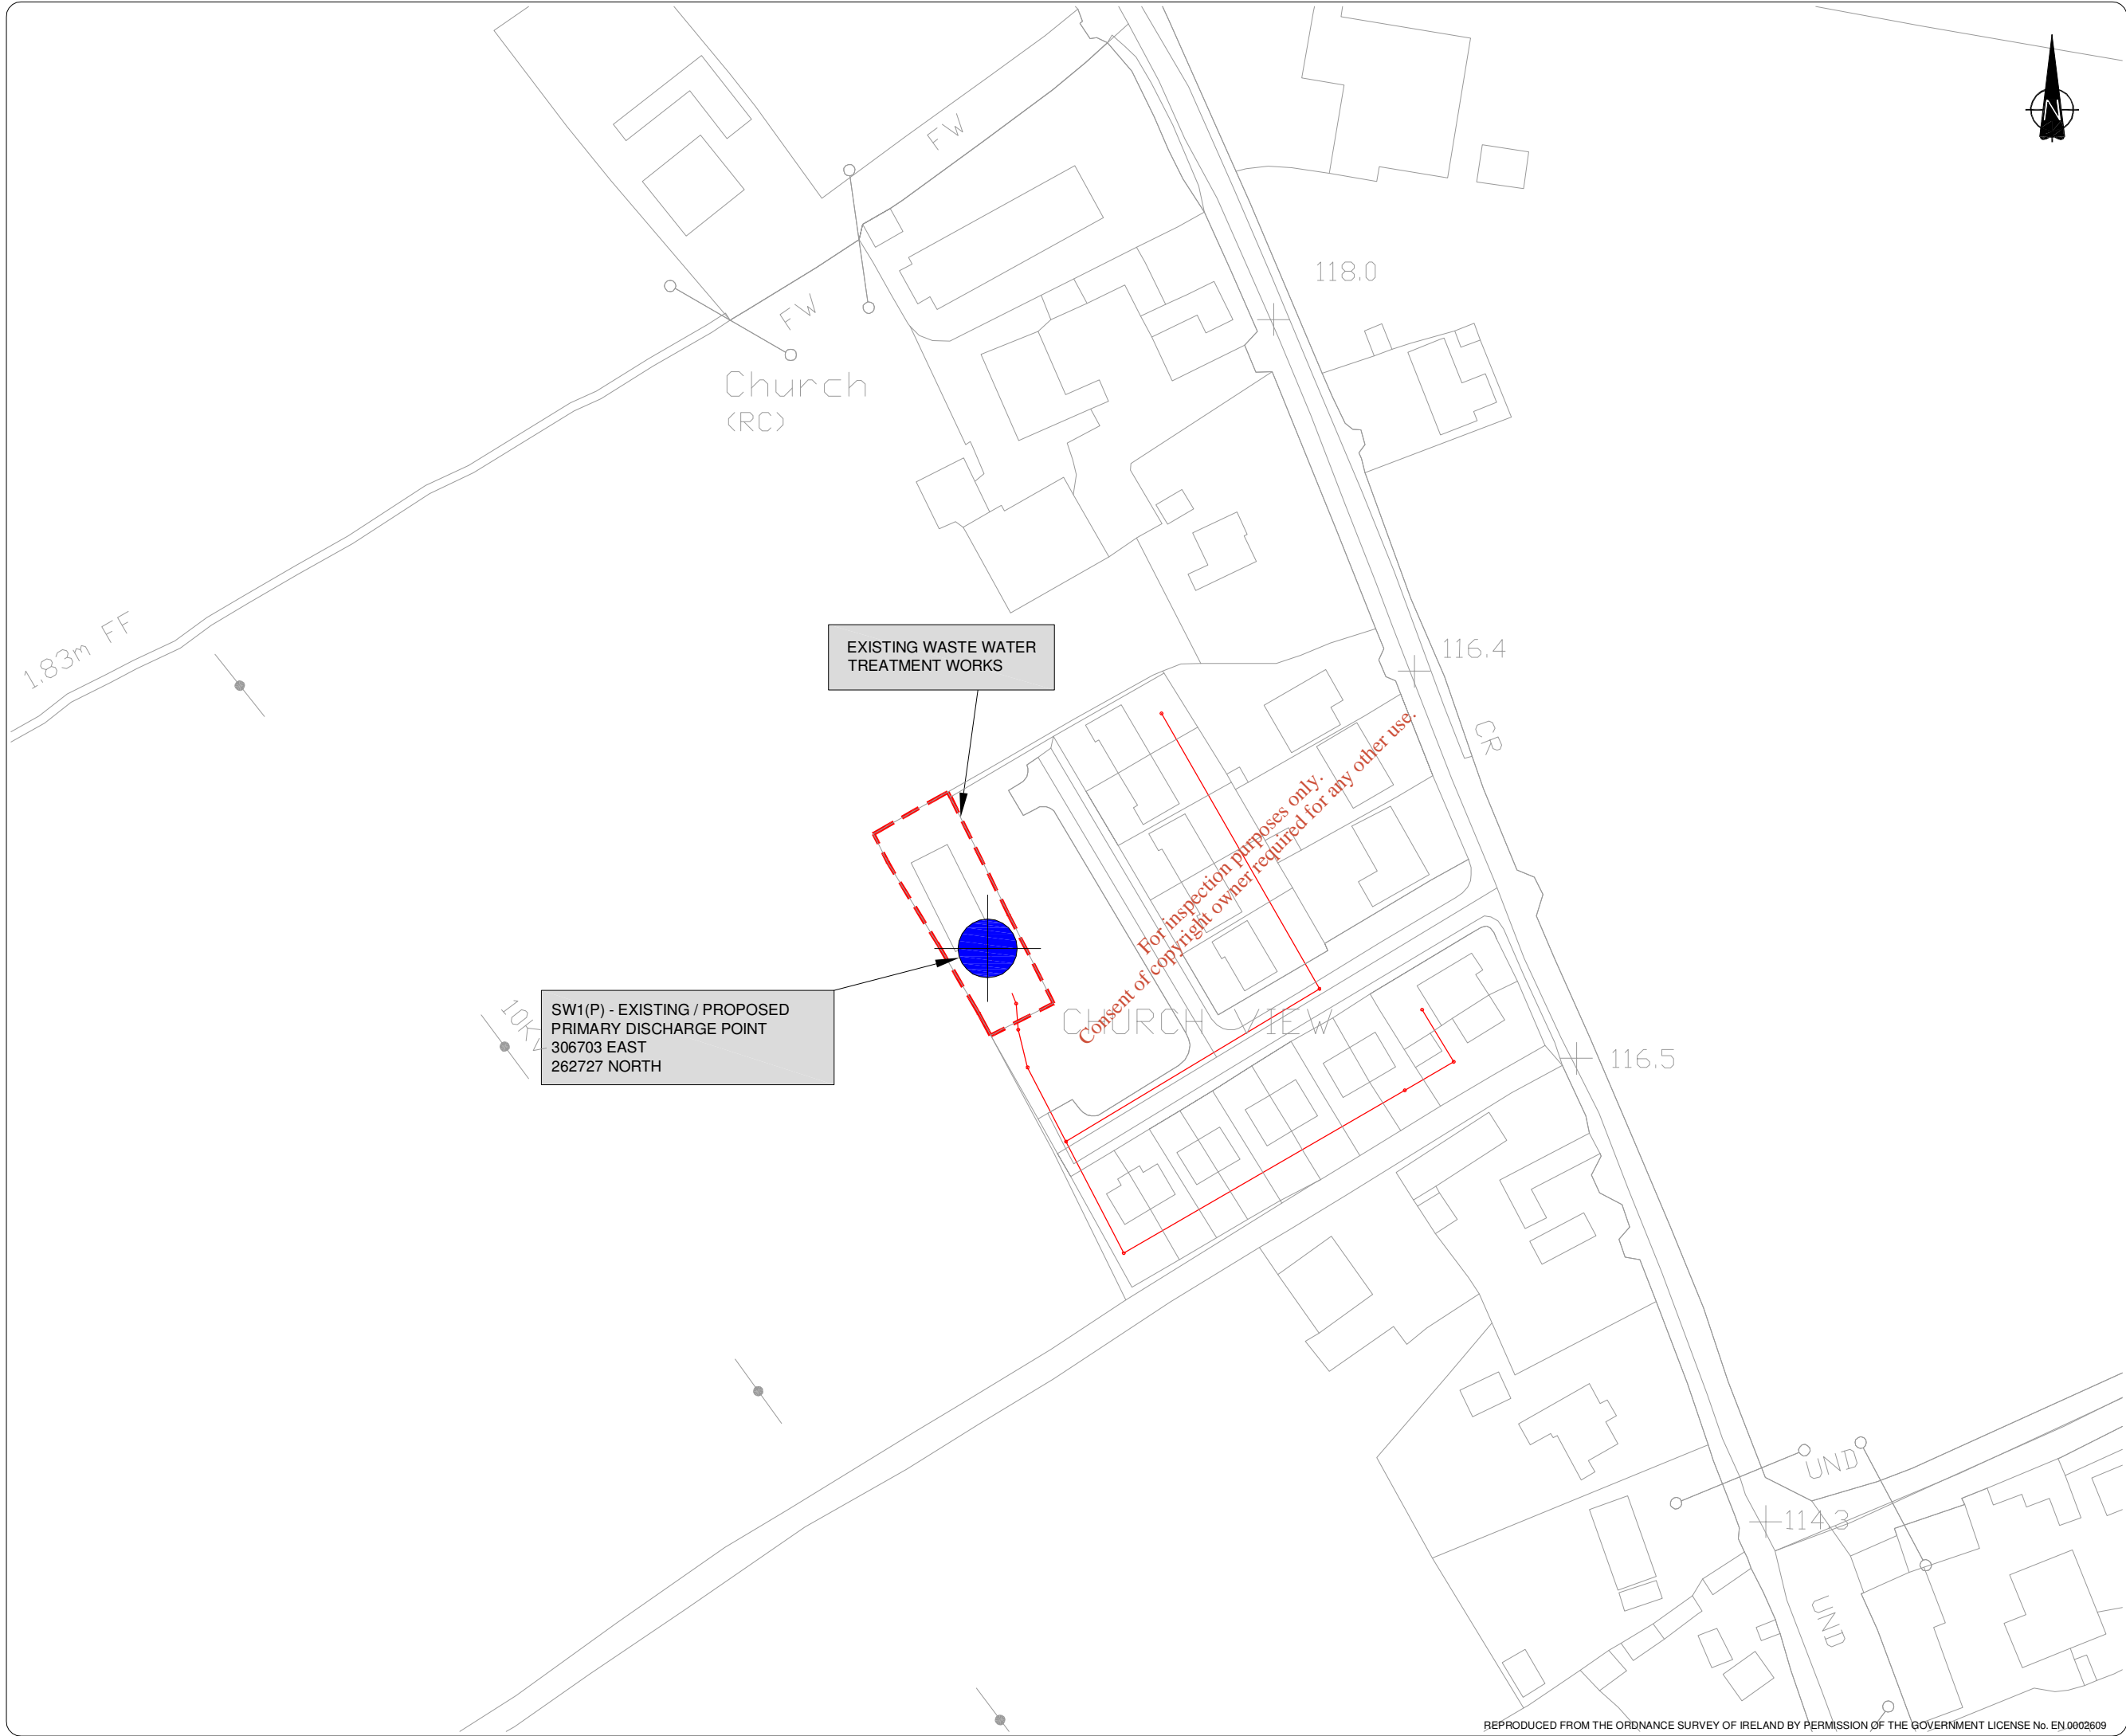 N
FW
118.0
FW
Church
(RC)
116.4
1.83m FF
EXISTING WASTE WATER
TREATMENT WORKS
CR
For inspection purposes only.
Consent of copyright owner required for any other use.
SW1(P) - EXISTING / PROPOSED
PRIMARY DISCHARGE POINT
306703 EAST
262727 NORTH
CHURCH VIEW
116.5
UND
114.3
UND
REPRODUCED FROM THE ORDNANCE SURVEY OF IRELAND BY PERMISSION OF THE GOVERNMENT LICENSE No. EN 0002609